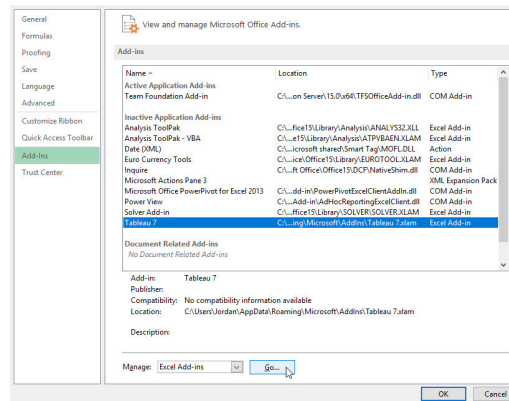 General
Formulas
Proofing
Save
Language
Advanced
Customize Ribbon
Quick Access Toolbar
Add-Ins
Trust Center
View and manage Microsoft Office Add-ins.
Add-ins
Name Location Type
Active Application Add-ins
Team Foundation Add-in C:\...on Server\15.0\x64\TFSOfficeAdd-in.dll COM Add-in
Inactive Application Add-ins
Analysis ToolPak C:\...fice15\Library\Analysis\ANALYS32.XLL Excel Add-in
Analysis ToolPak - VBA C:\...e15\Library\Analysis\ATPVBAEN.XLAM Excel Add-in
Date (XML) C:\...icrosoft shared\Smart Tag\MOFL.DLL Action
Euro Currency Tools C:\...ice\Office15\Library\EUROTOOL.XLAM Excel Add-in
Inquire C:\...ft Office\Office15\DCF\NativeShim.dll COM Add-in
Microsoft Actions Pane 3 XML Expansion Pack
Microsoft Office PowerPivot for Excel 2013 C:\...dd-in\PowerPivotExcelClientAddIn.dll COM Add-in
Power View C:\...Add-in\AdHocReportingExcelClient.dll COM Add-in
Solver Add-in C:\...ffice15\Library\SOLVER\SOLVER.XLAM Excel Add-in
Tableau 7 C:\...ing\Microsoft\AddIns\Tableau 7.xlam Excel Add-in
Document Related Add-ins
No Document Related Add-ins
Add-in: Tableau 7
Publisher:
Compatibility: No compatibility information available
Location: C:\Users\Jordan\AppData\Roaming\Microsoft\AddIns\Tableau 7.xlam
Description:
Manage: Excel Add-ins Go...
OK Cancel